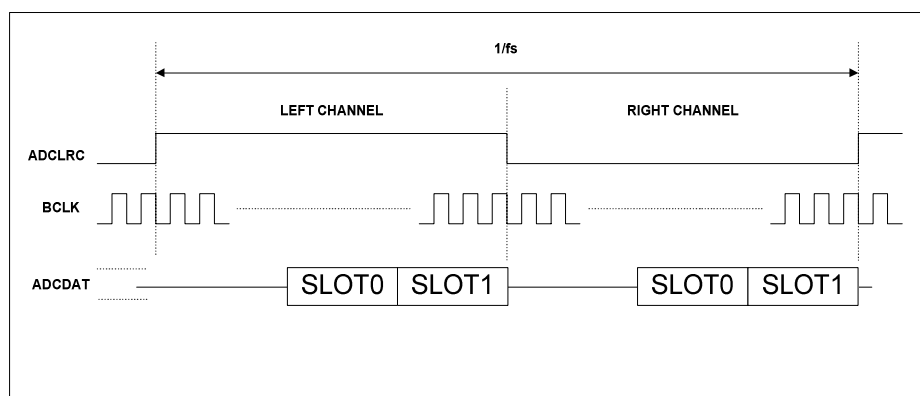 1/fs
LEFT CHANNEL RIGHT CHANNEL
ADCLRC
BCLK
ADCDAT SLOT0 SLOT1 SLOT0 SLOT1